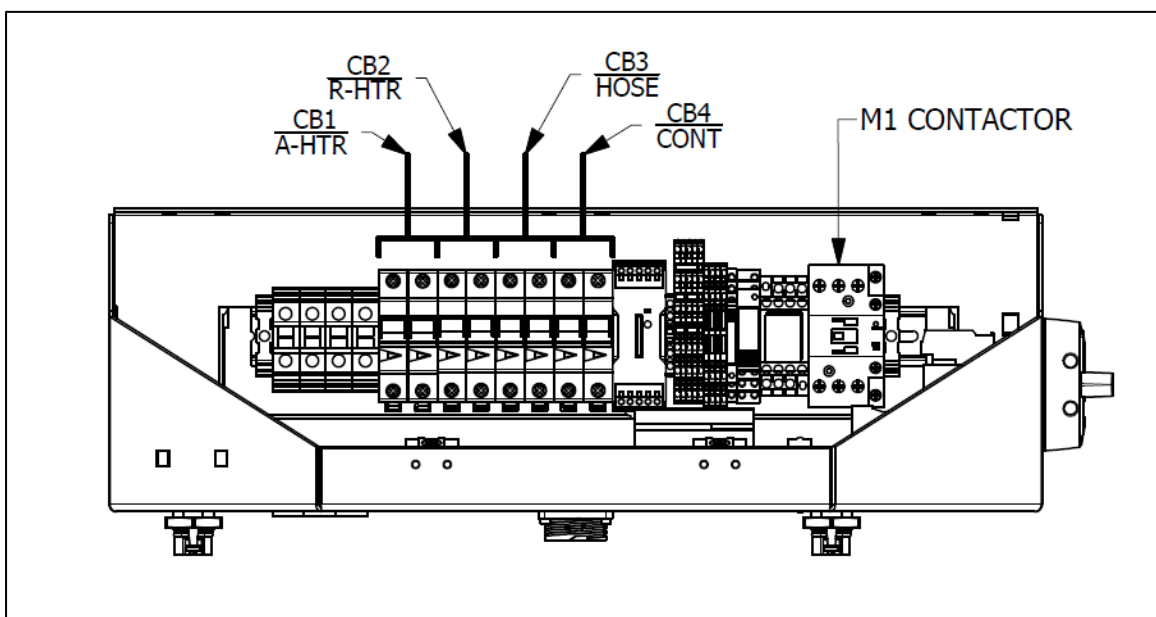 CB1
A-HTR
CB2
R-HTR
CB3
HOSE
CB4
CONT
M1 CONTACTOR